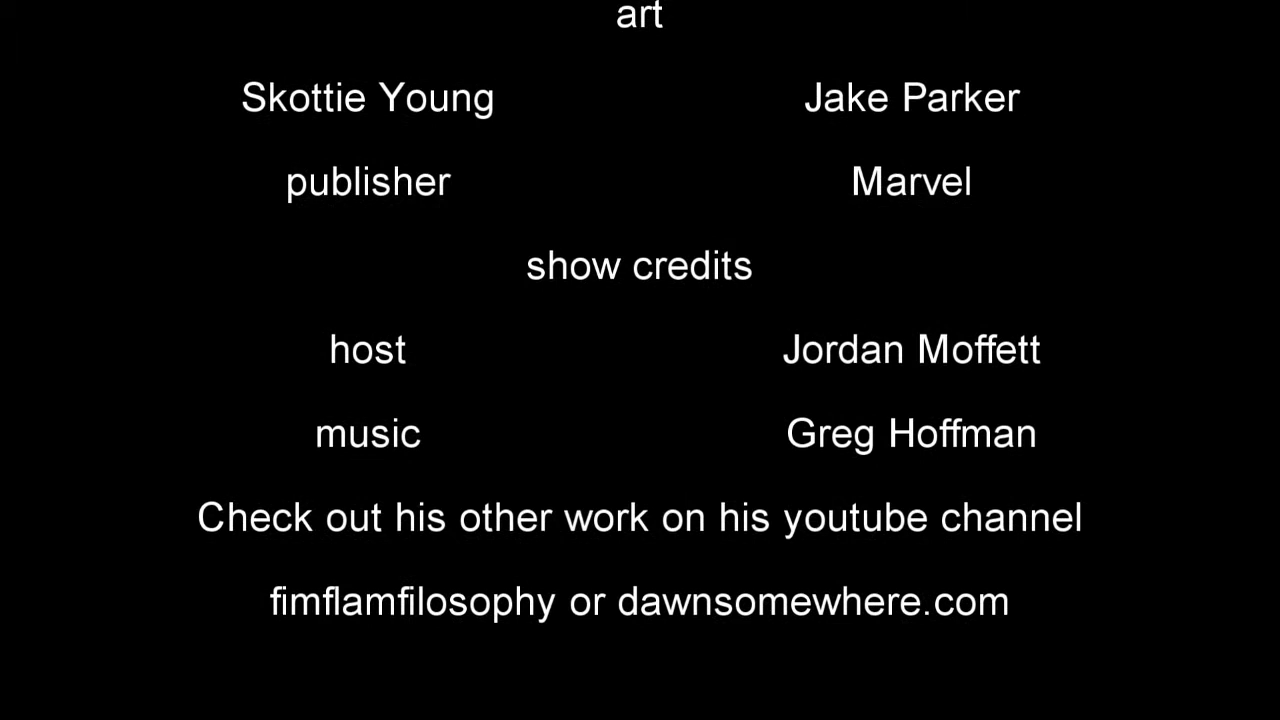 art
Skottie Young Jake Parker
publisher Marvel
show credits
host Jordan Moffett
music Greg Hoffman
Check out his other work on his youtube channel
fimflamfilosophy or dawnsomewhere.com